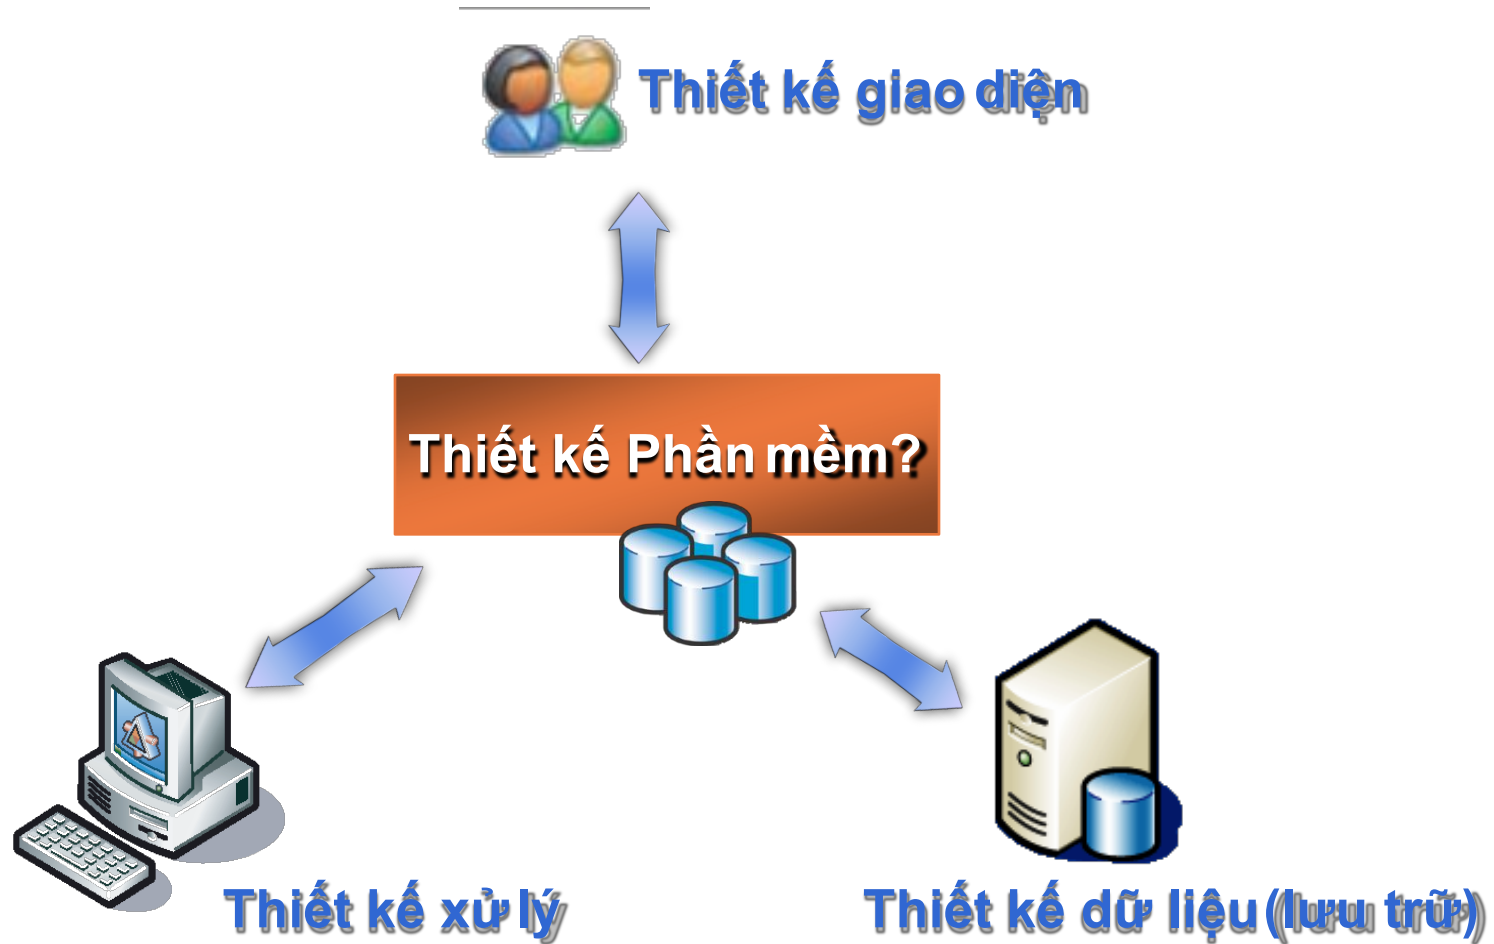 Thiết kế giao diện
Thiết kế Phần mềm?
Thiết kế xử lý
Thiết kế dữ liệu (lưu trữ)